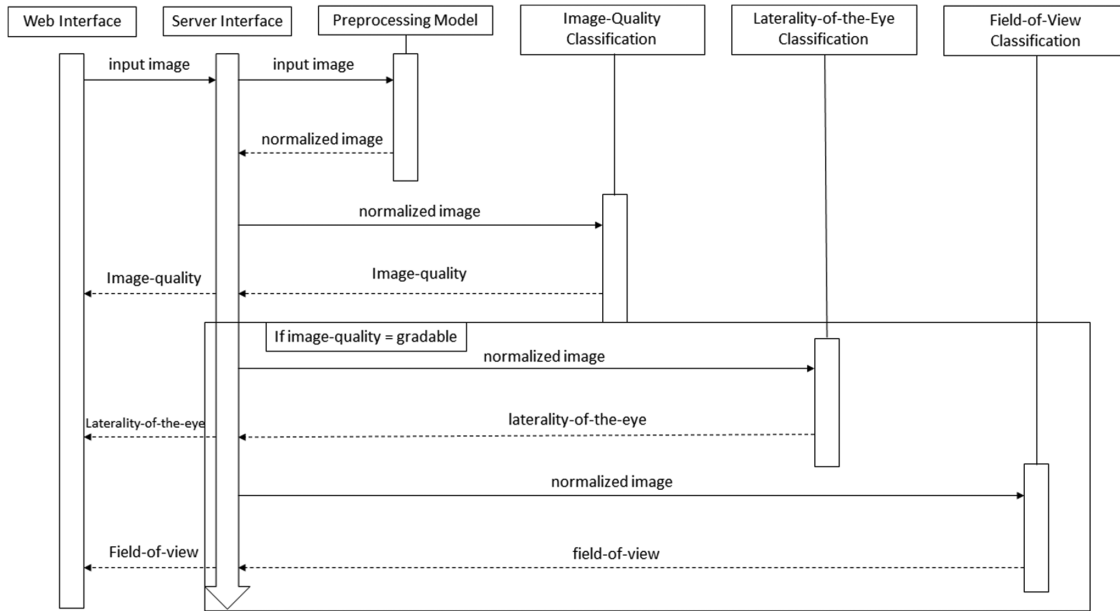 Web Interface
Server Interface
Preprocessing Model
Image-Quality
Classification
Laterality-of-the-Eye
Classification
Field-of-View
Classification
input image
input image
normalized image
normalized image
Image-quality
Image-quality
If image-quality = gradable
normalized image
Laterality-of-the-eye
laterality-of-the-eye
normalized image
Field-of-view
field-of-view